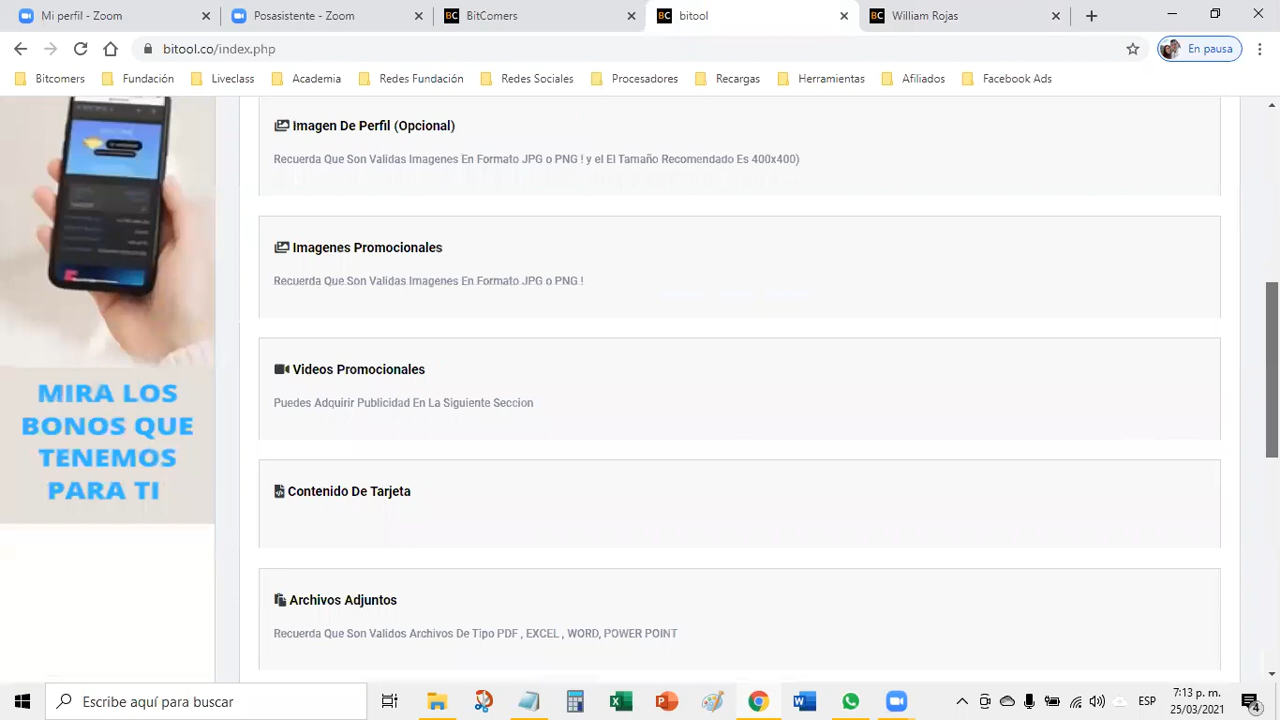 Mi perfil - Zoom
Posasistente - Zoom
BitComers
bitool
William Rojas
bitool.co/index.php
En pausa
Bitcomers
Fundación
Liveclass
Academia
Redes Fundación
Redes Sociales
Procesadores
Recargas
Herramientas
Afiliados
Facebook Ads
Imagen De Perfil (Opcional)
Recuerda Que Son Validas Imagenes En Formato JPG o PNG ! y el El Tamaño Recomendado Es 400x400)
Imagenes Promocionales
Recuerda Que Son Validas Imagenes En Formato JPG o PNG !
Videos Promocionales
Puedes Adquirir Publicidad En La Siguiente Seccion
MIRA LOS
BONOS QUE
TENEMOS
PARA TI
Contenido De Tarjeta
Archivos Adjuntos
Recuerda Que Son Validos Archivos De Tipo PDF , EXCEL , WORD, POWER POINT
Escribe aquí para buscar
ESP
7:13 p. m.
25/03/2021
4